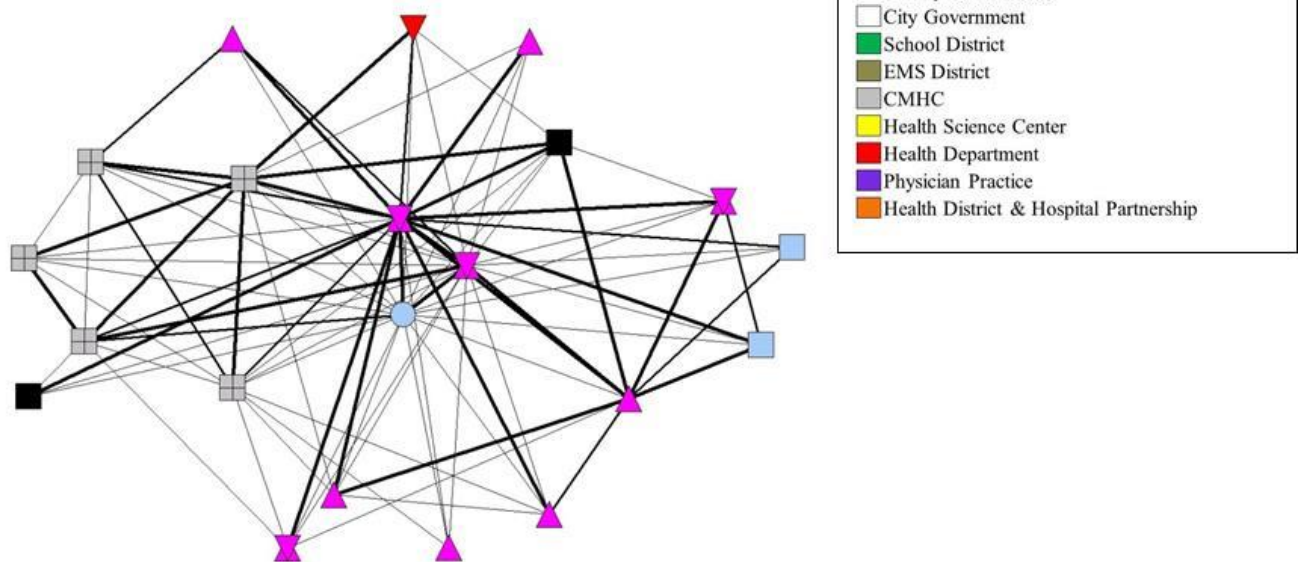 City Government
School District
EMS District
CMHC
Health Science Center
Health Department
Physician Practice
Health District & Hospital Partnership